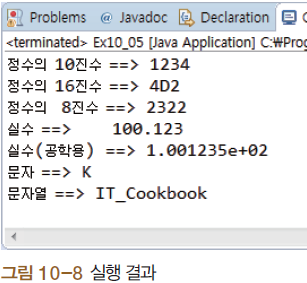 Problems @ Javadoc Declaration
<terminated> Ex10_05 [Java Application] C:₩Prog
정수의 10진수 ==> 1234
정수의 16진수 ==> 4D2
정수의  8진수 ==> 2322
실수 ==>    100.123
실수(공학용) ==> 1.001235e+02
문자 ==> K
문자열 ==> IT_Cookbook
그림 10-8 실행 결과